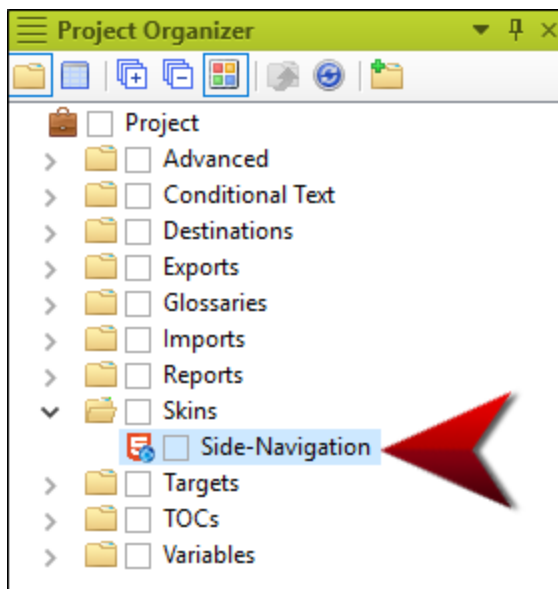 Project Organizer
Project
Advanced
Conditional Text
Destinations
Exports
Glossaries
Imports
Reports
Skins
Side-Navigation
Targets
TOCs
Variables